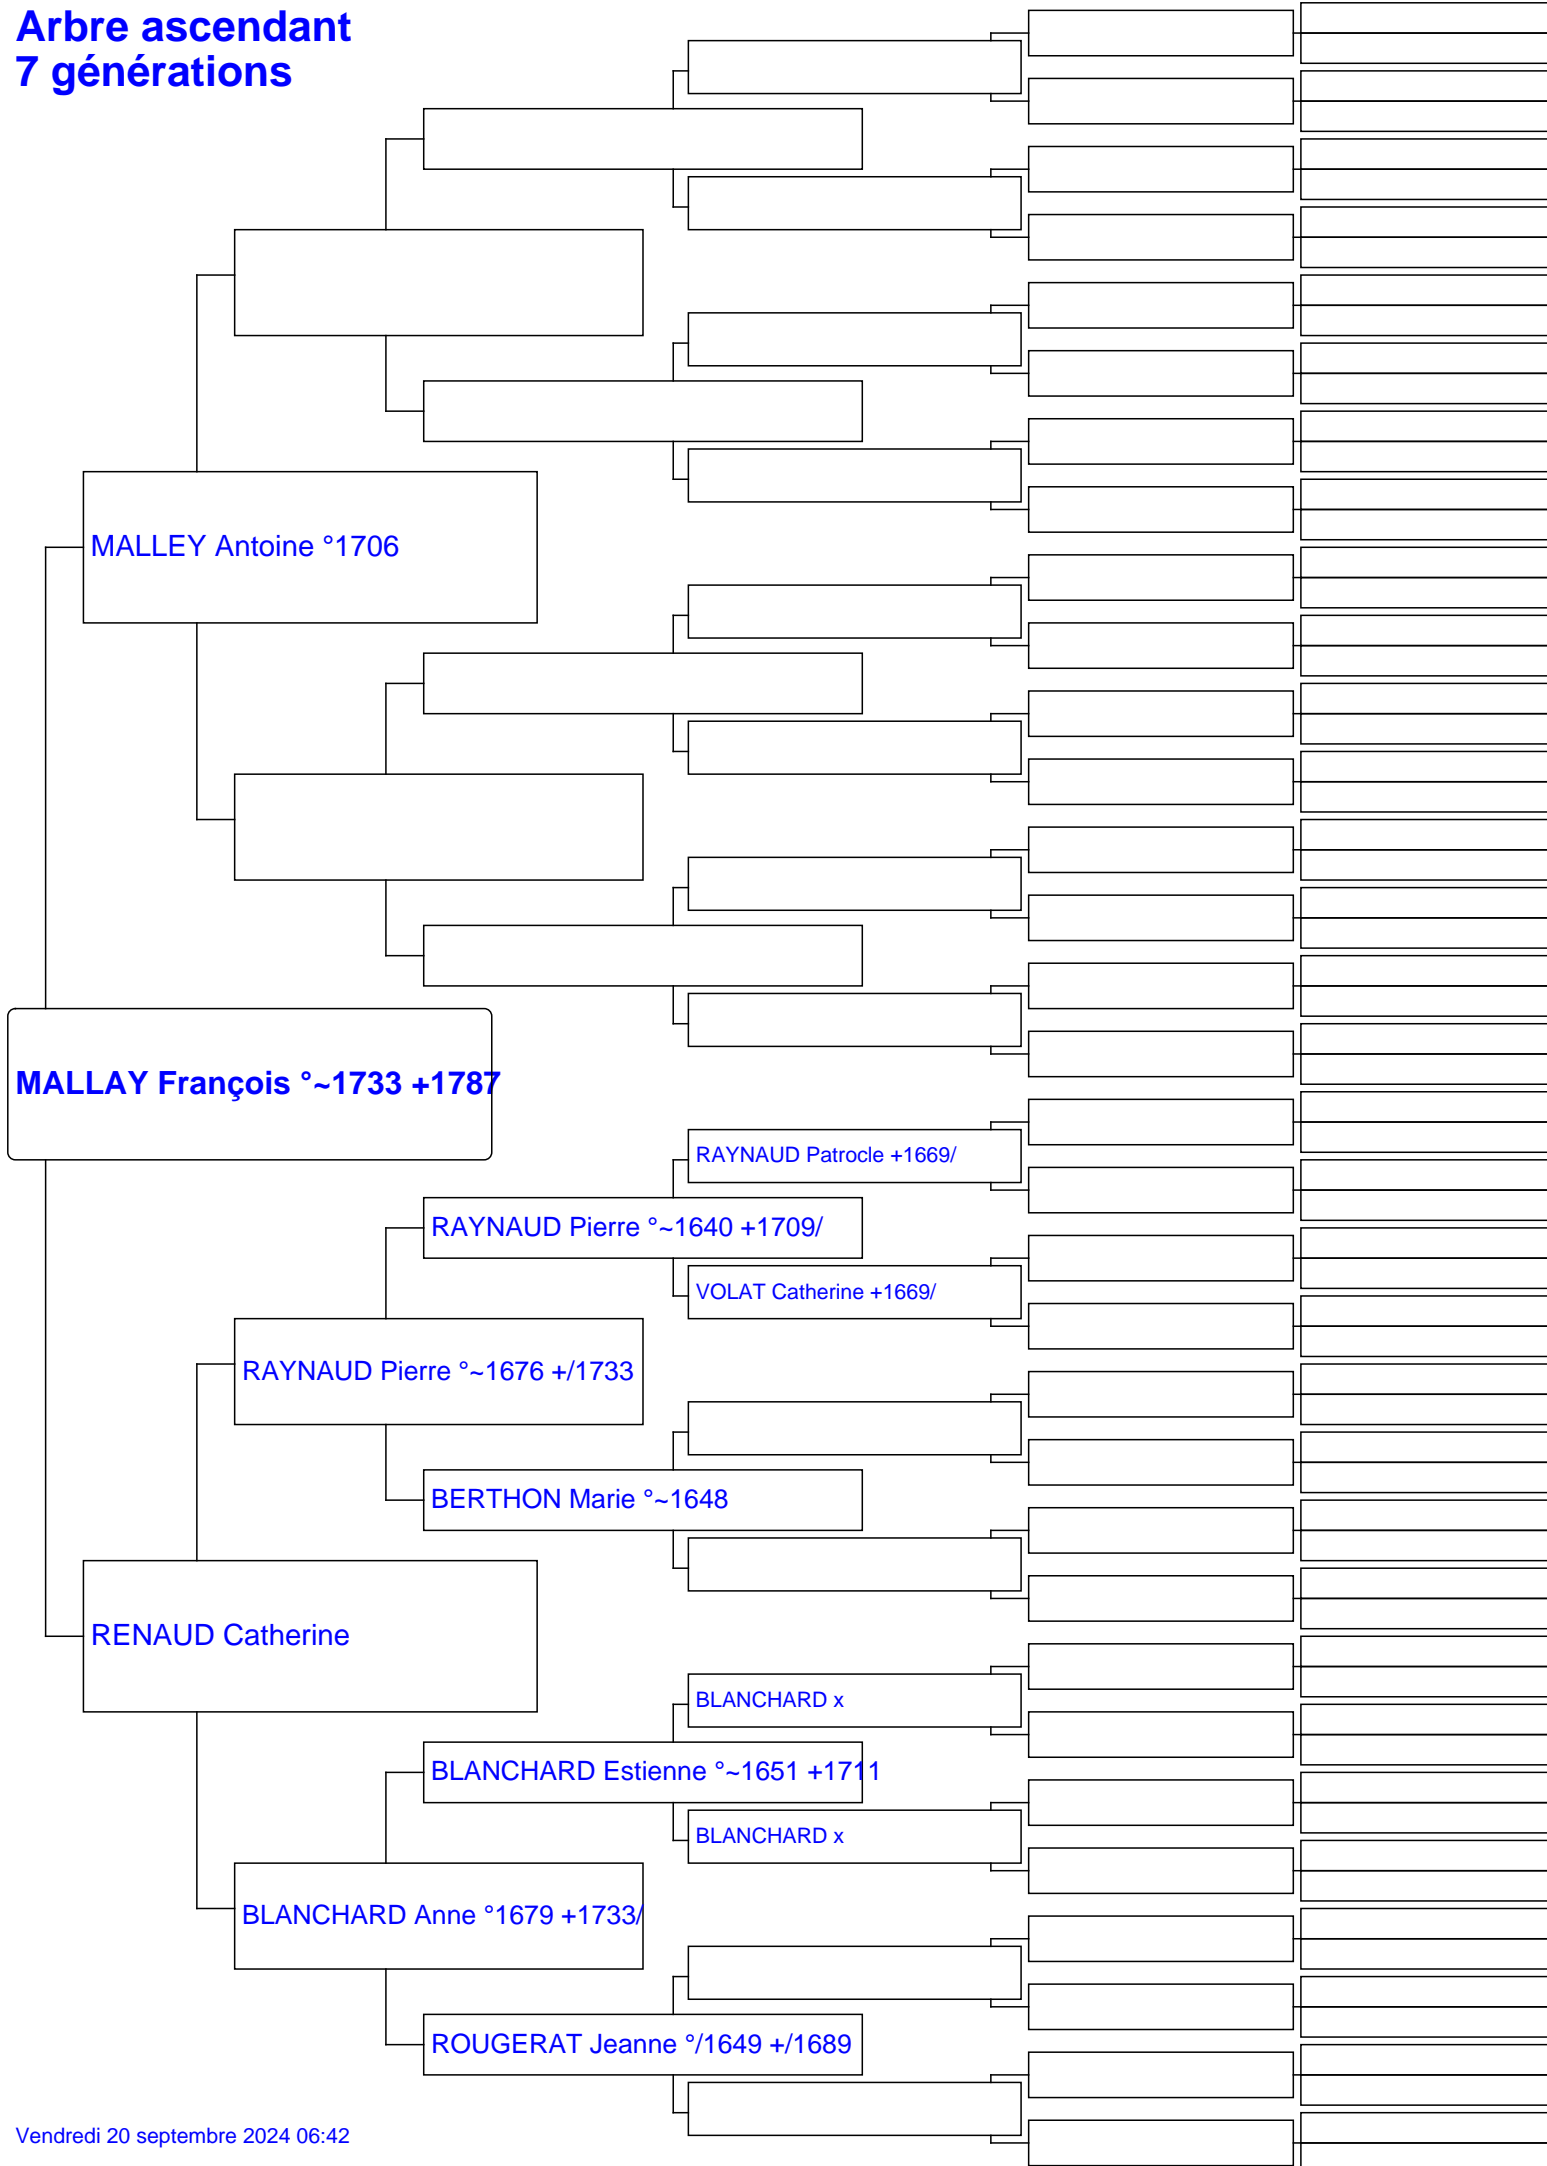 Arbre ascendant
7 générations
MALLEY Antoine °1706
MALLAY François °~1733 +1787
RAYNAUD Patrocle +1669/
RAYNAUD Pierre °~1640 +1709/
VOLAT Catherine +1669/
RAYNAUD Pierre °~1676 +/1733
BERTHON Marie °~1648
RENAUD Catherine
BLANCHARD x
BLANCHARD Estienne °~1651 +1711
BLANCHARD x
BLANCHARD Anne °1679 +1733/
ROUGERAT Jeanne °/1649 +/1689
Vendredi 20 septembre 2024 06:42